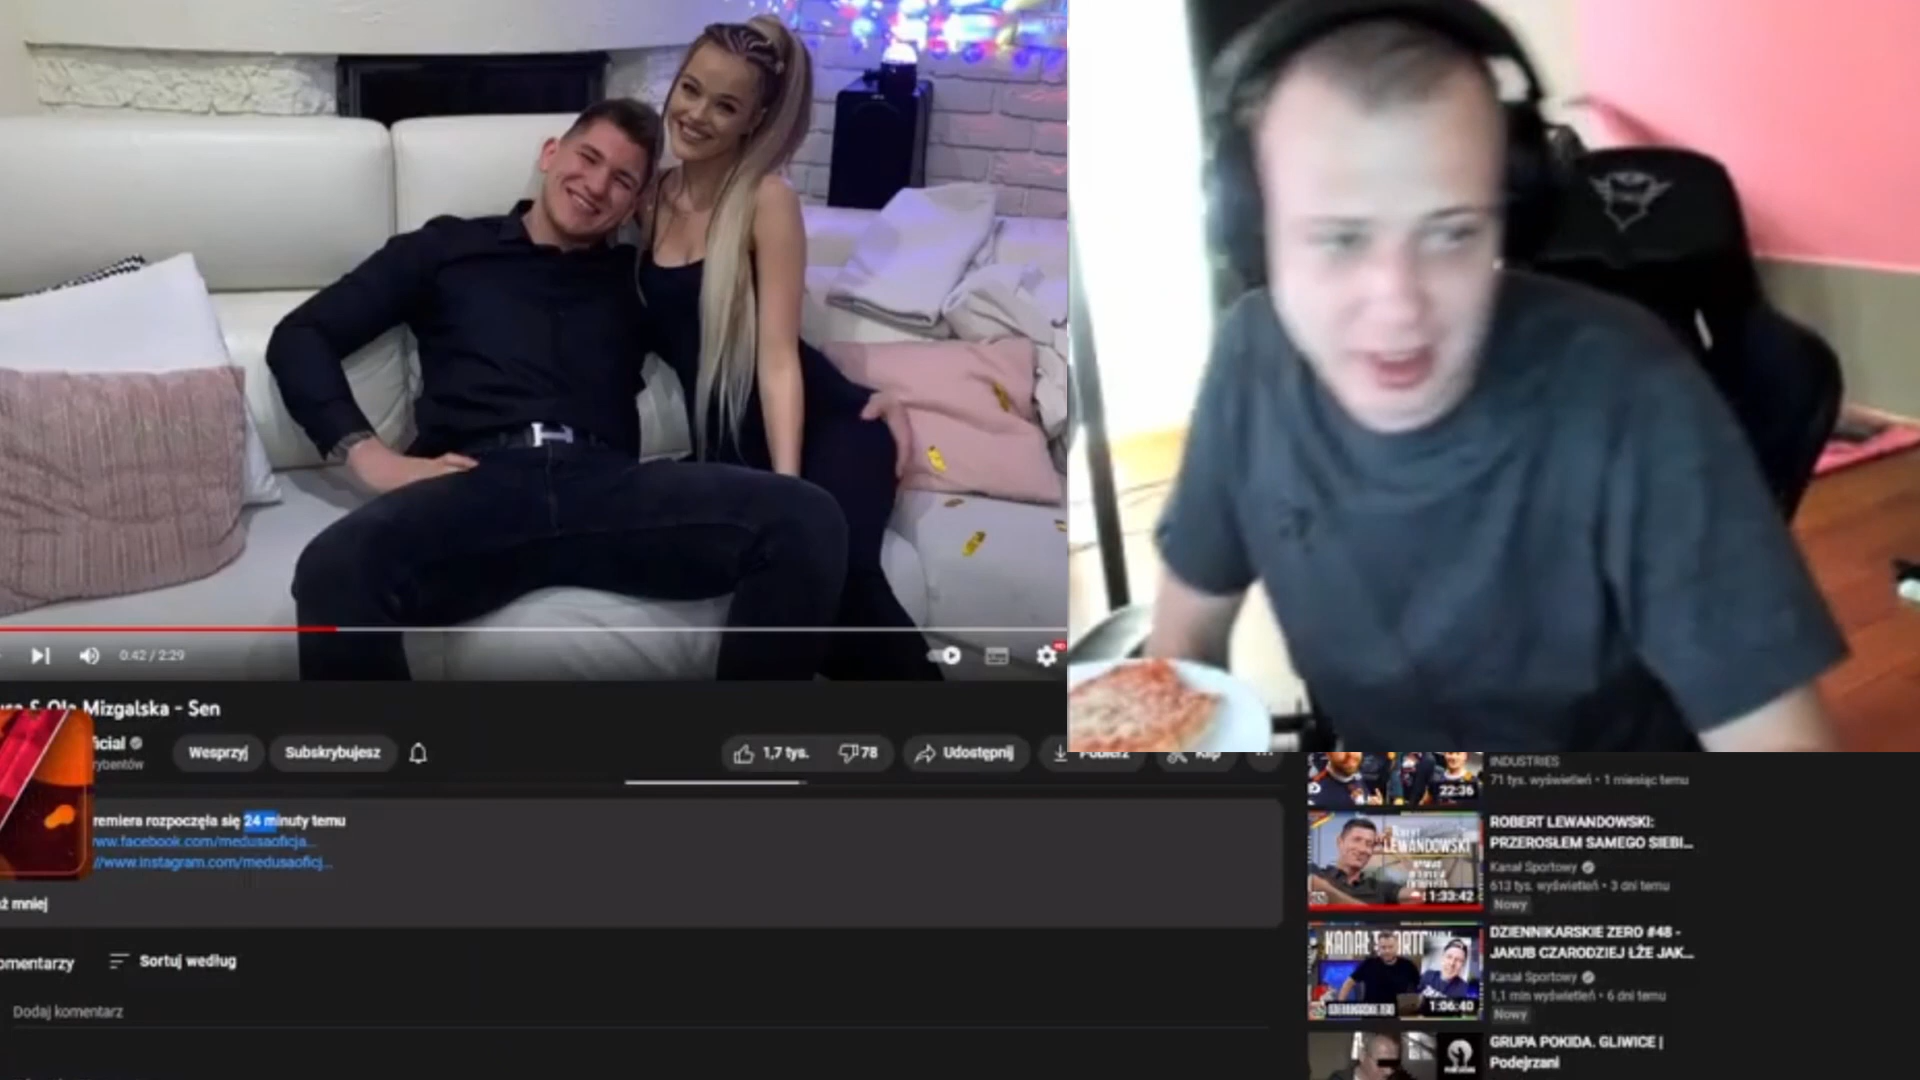 0:42 / 2:29
& Ola Mizgalska - Sen
Wesprzyj
Subskrybujesz
1,7 tys.
78
Udostępnij
Pobierz
Klip
remiera rozpoczęła się 24 minuty temu
ww.facebook.com/medusaoficja...
//www.instagram.com/medusaoficj...
ż mniej
omentarzy
Sortuj według
Dodaj komentarz
INDUSTRIES
71 tys. wyświetleń • 1 miesiąc temu
22:36
ROBERT LEWANDOWSKI:
PRZEROSŁEM SAMEGO SIEBI...
Kanał Sportowy
613 tys. wyświetleń • 3 dni temu
Nowy
LEWANDOWSKI
1:33:42
DZIENNIKARSKIE ZERO #48 -
JAKUB CZARODZIEJ ŁŻE JAK...
Kanał Sportowy
1,1 mln wyświetleń • 6 dni temu
Nowy
1:06:40
GRUPA POKIDA. GLIWICE |
Podejrzani